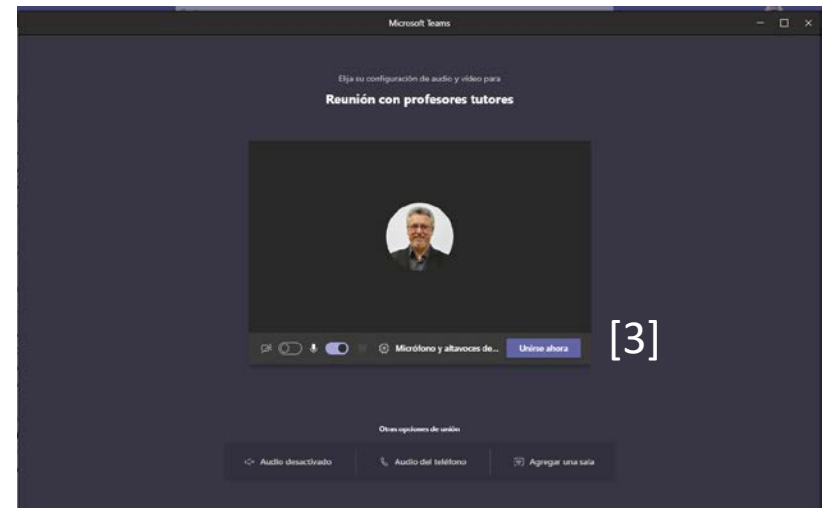 Microsoft Teams
Elija su configuración de audio y vídeo para
Reunión con profesores tutores
Micrófono y altavoces de... Unirse ahora
[3]
Otras opciones de unión
Audio desactivado Audio del teléfono Agregar una sala